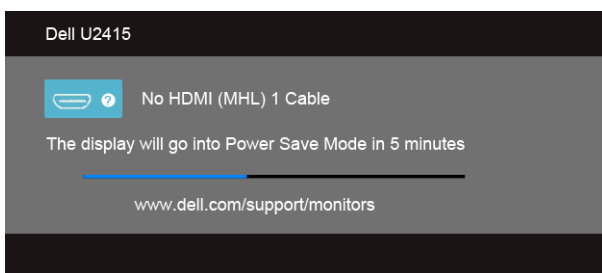 Dell U2415
? No HDMI (MHL) 1 Cable
The display will go into Power Save Mode in 5 minutes
www.dell.com/support/monitors